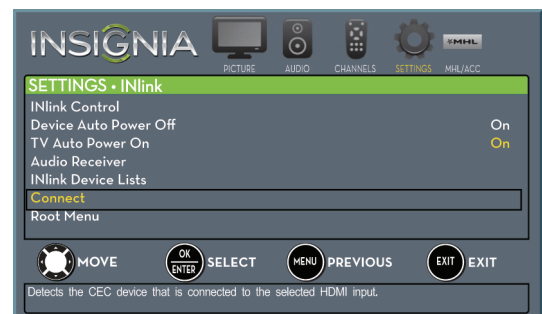 INSIGNIA
PICTURE AUDIO CHANNELS SETTINGS MHL MHL/ACC
SETTINGS • INlink
INlink Control
Device Auto Power Off On
TV Auto Power On On
Audio Receiver
INlink Device Lists
Connect
Root Menu
MOVE OK ENTER SELECT MENU PREVIOUS EXIT EXIT
Detects the CEC device that is connected to the selected HDMI input.